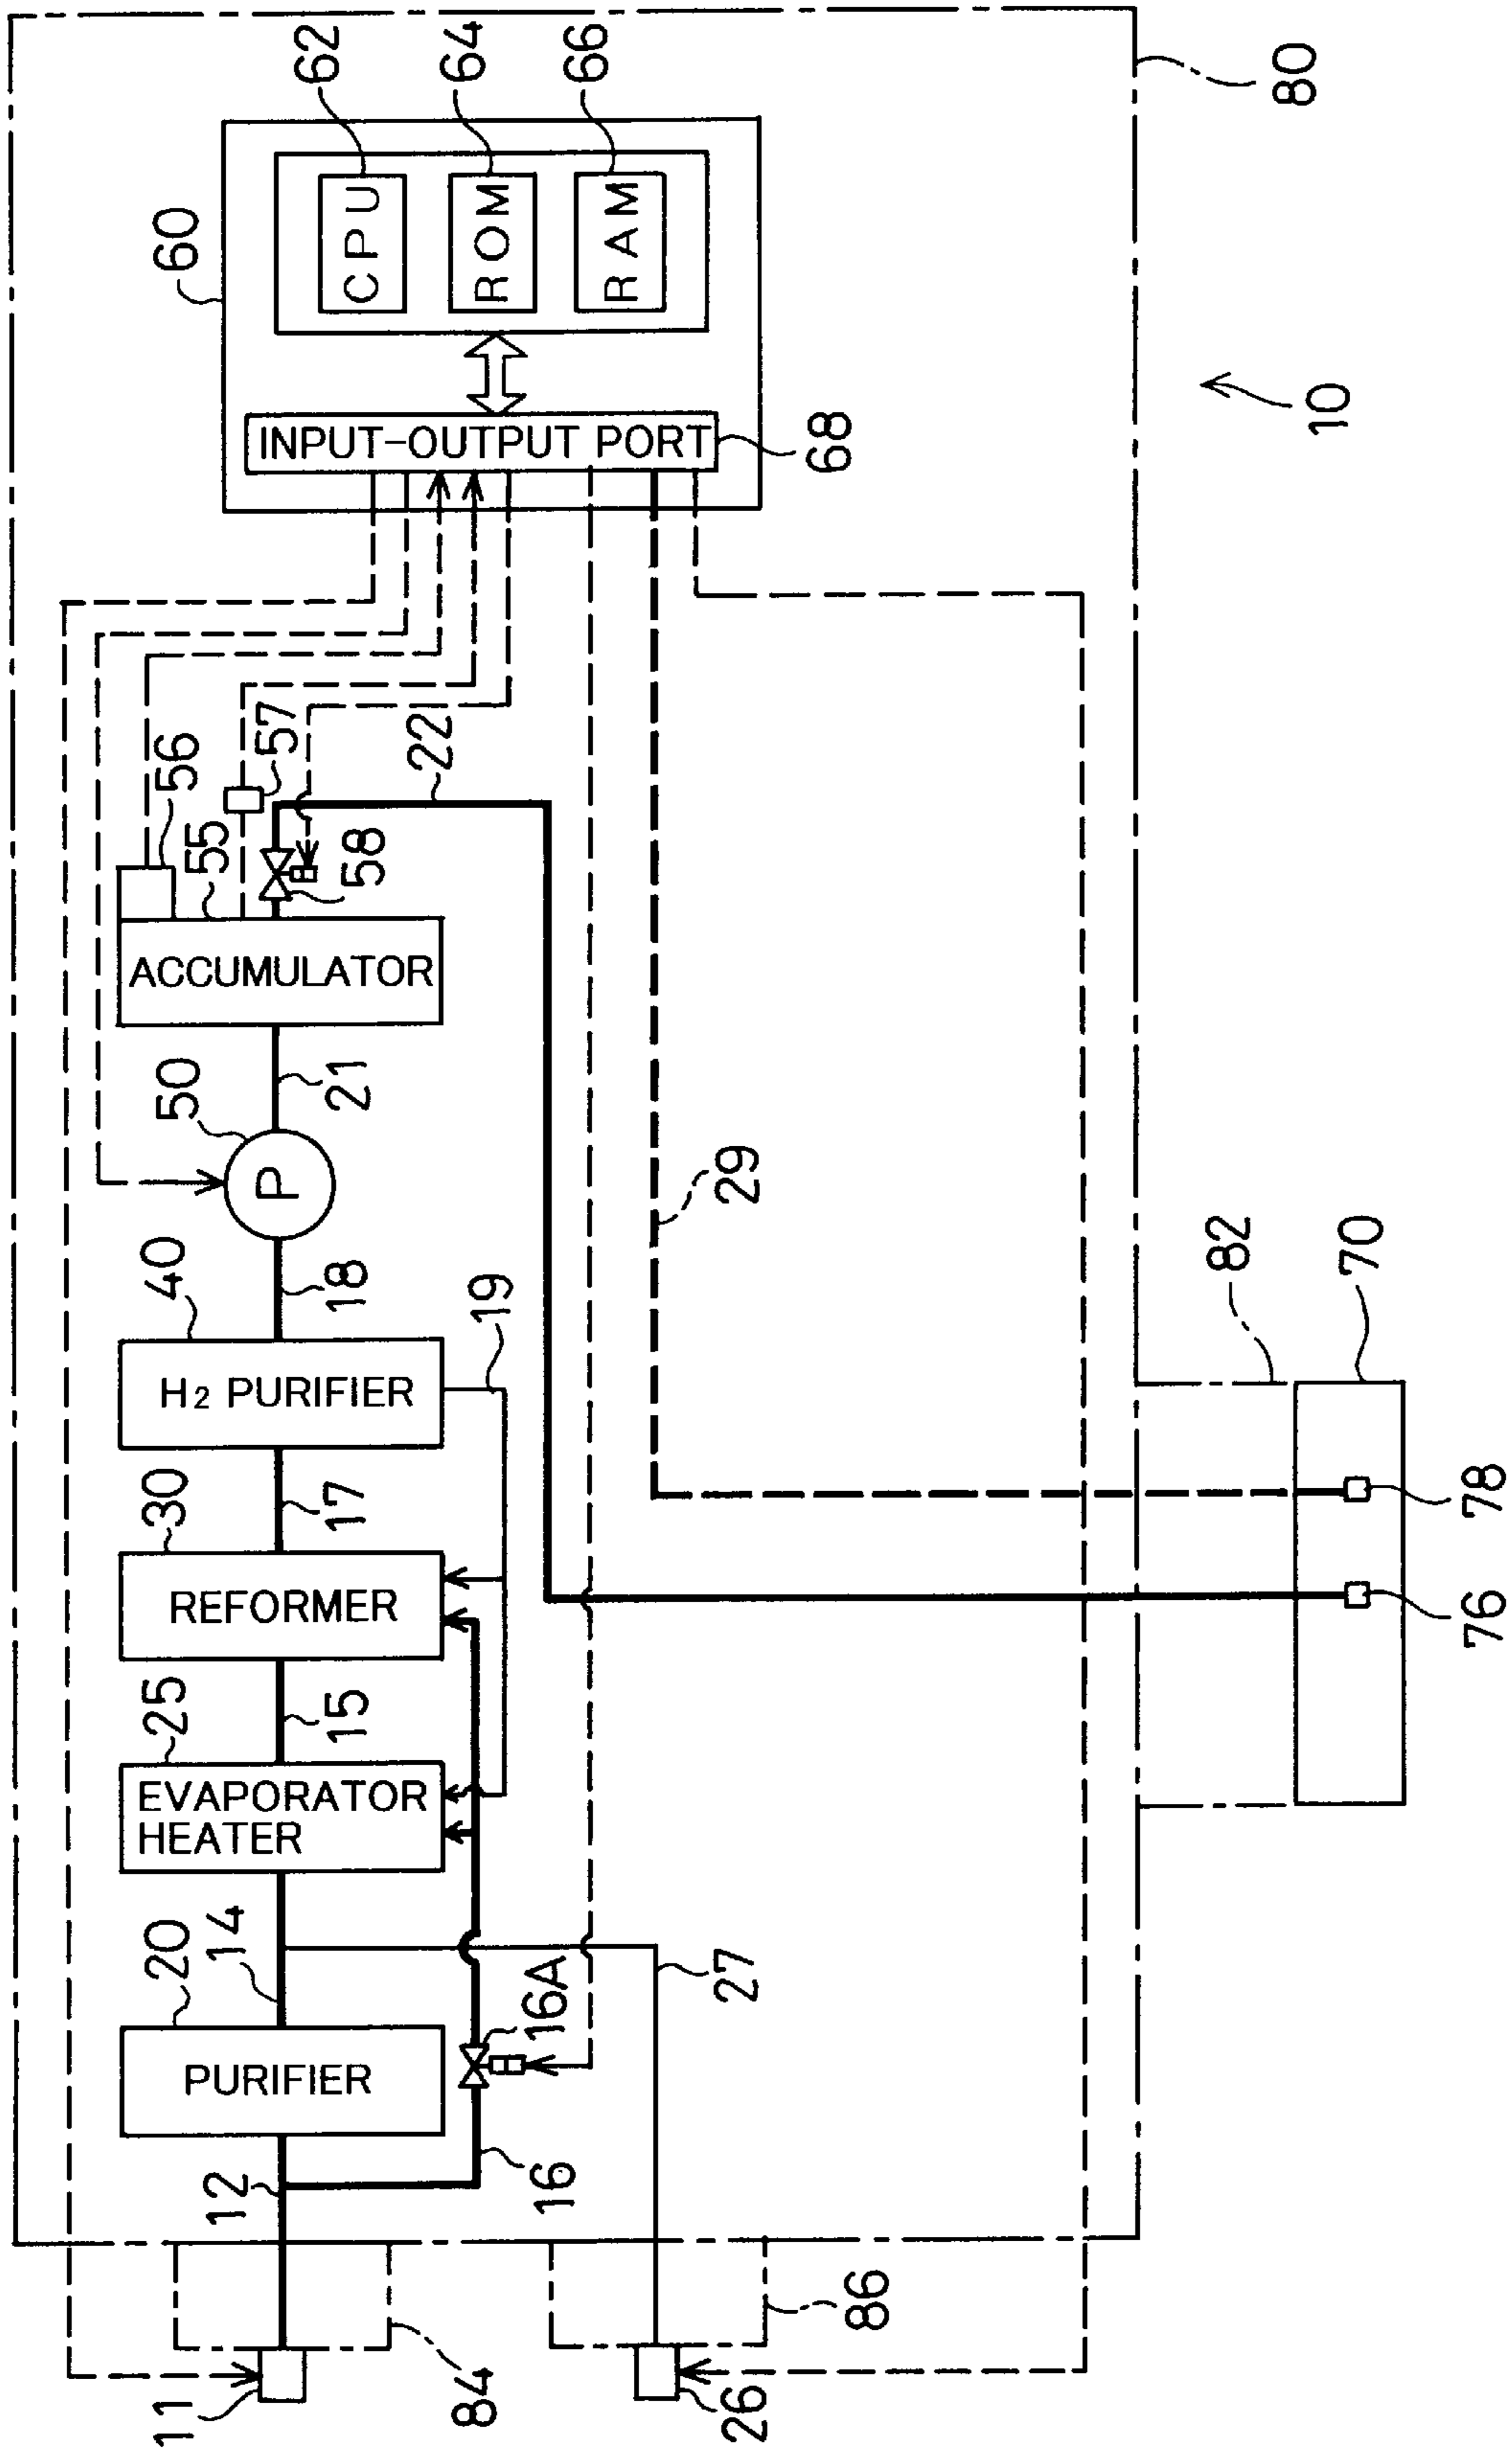 11
12
20
PURIFIER
14
25
EVAPORATOR
HEATER
15
30
REFORMER
17
40
H2 PURIFIER
18
50
P
21
55
ACCUMULATOR
56
57
58
22
60
62
CPU
64
ROM
66
RAM
INPUT-OUTPUT PORT
68
84
16
16A
19
26
86
27
29
82
70
76
78
10
80